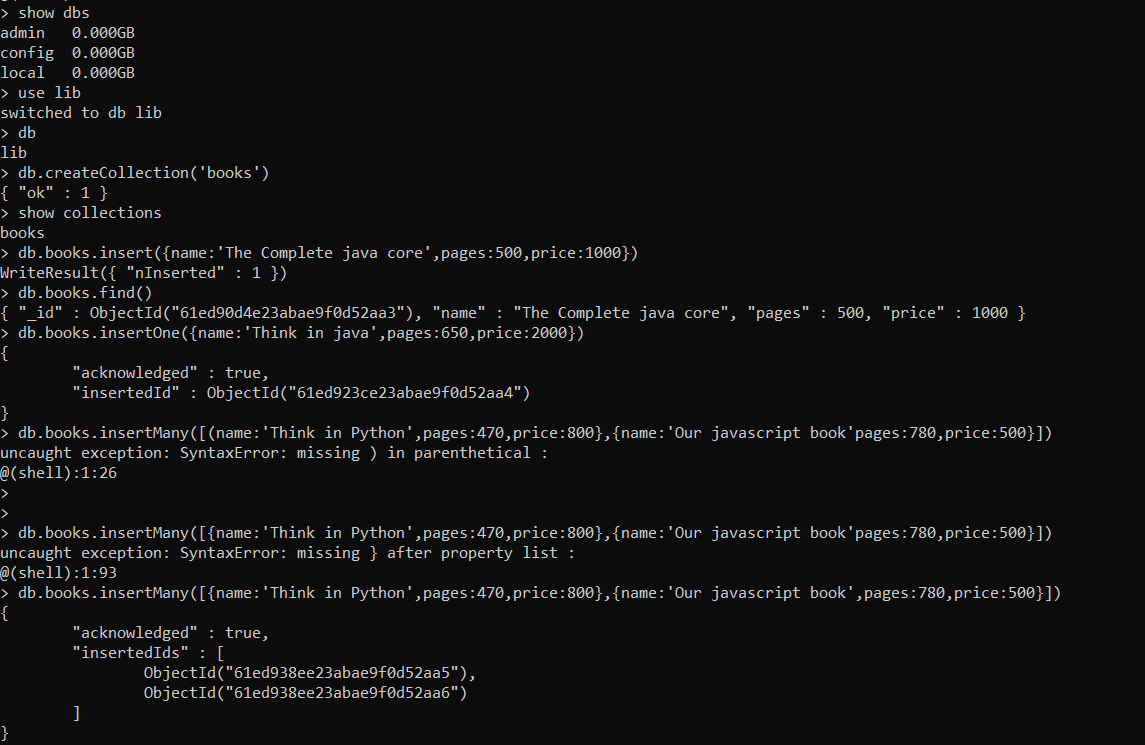 > show dbs
admin   0.000GB
config  0.000GB
local   0.000GB
> use lib
switched to db lib
> db
lib
> db.createCollection('books')
{ "ok" : 1 }
> show collections
books
> db.books.insert({name:'The Complete java core',pages:500,price:1000})
WriteResult({ "nInserted" : 1 })
> db.books.find()
{ "_id" : ObjectId("61ed90d4e23abae9f0d52aa3"), "name" : "The Complete java core", "pages" : 500, "price" : 1000 }
> db.books.insertOne({name:'Think in java',pages:650,price:2000})
{
        "acknowledged" : true,
        "insertedId" : ObjectId("61ed923ce23abae9f0d52aa4")
}
> db.books.insertMany([(name:'Think in Python',pages:470,price:800},{name:'Our javascript book'pages:780,price:500}])
uncaught exception: SyntaxError: missing ) in parenthetical :
@(shell):1:26
>
>
> db.books.insertMany([{name:'Think in Python',pages:470,price:800},{name:'Our javascript book'pages:780,price:500}])
uncaught exception: SyntaxError: missing } after property list :
@(shell):1:93
> db.books.insertMany([{name:'Think in Python',pages:470,price:800},{name:'Our javascript book',pages:780,price:500}])
{
        "acknowledged" : true,
        "insertedIds" : [
                ObjectId("61ed938ee23abae9f0d52aa5"),
                ObjectId("61ed938ee23abae9f0d52aa6")
        ]
}